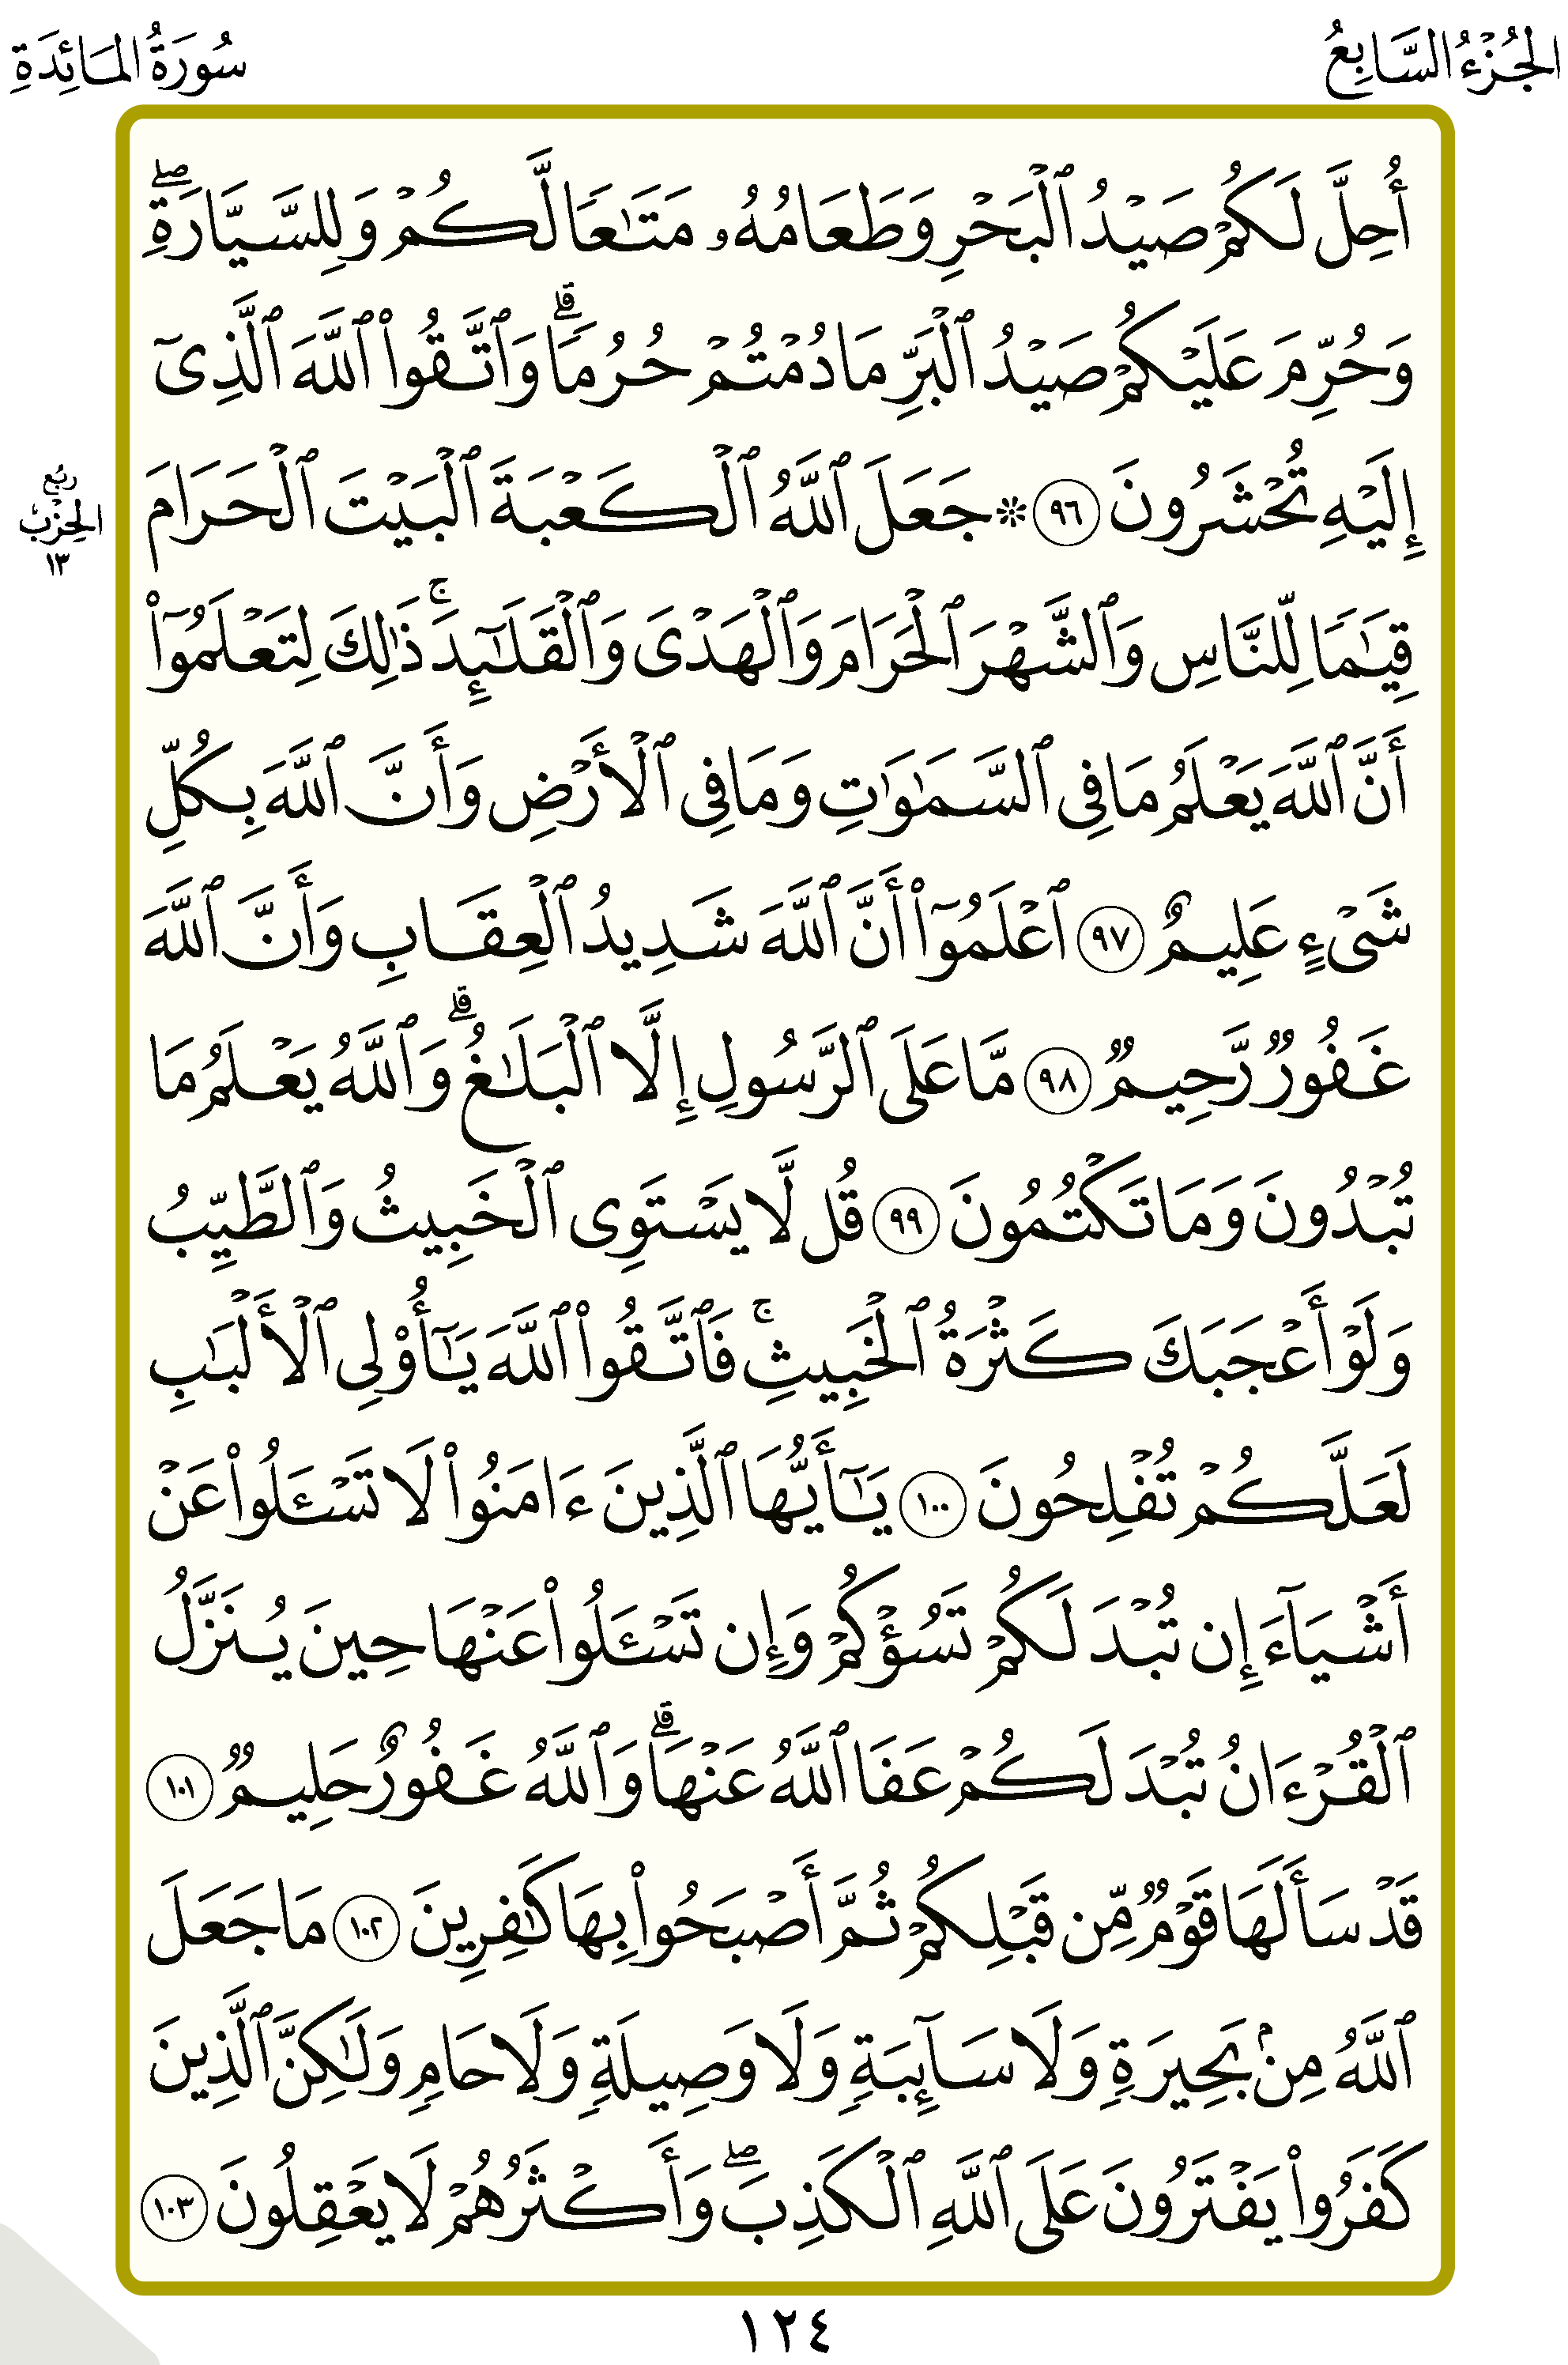 الجُزْءُ السَّابِعُ
سُورَةُ المَائِدَةِ
أُحِلَّ لَكُمْ صَيْدُ ٱلْبَحْرِ وَطَعَامُهُۥ مَتَٰعًا لَّكُمْ وَلِلسَّيَّارَةِۖ
وَحُرِّمَ عَلَيْكُمْ صَيْدُ ٱلْبَرِّ مَا دُمْتُمْ حُرُمًاۗ وَٱتَّقُوا۟ ٱللَّهَ ٱلَّذِىٓ
إِلَيْهِ تُحْشَرُونَ ٩٦ ۞ جَعَلَ ٱللَّهُ ٱلْكَعْبَةَ ٱلْبَيْتَ ٱلْحَرَامَ
ربع
الحزب
١٣
قِيَٰمًا لِّلنَّاسِ وَٱلشَّهْرَ ٱلْحَرَامَ وَٱلْهَدْىَ وَٱلْقَلَٰٓئِدَۚ ذَٰلِكَ لِتَعْلَمُوٓا۟
أَنَّ ٱللَّهَ يَعْلَمُ مَا فِى ٱلسَّمَٰوَٰتِ وَمَا فِى ٱلْأَرْضِ وَأَنَّ ٱللَّهَ بِكُلِّ
شَىْءٍ عَلِيمٌ ٩٧ ٱعْلَمُوٓا۟ أَنَّ ٱللَّهَ شَدِيدُ ٱلْعِقَابِ وَأَنَّ ٱللَّهَ
غَفُورٌ رَّحِيمٌ ٩٨ مَّا عَلَى ٱلرَّسُولِ إِلَّا ٱلْبَلَٰغُۗ وَٱللَّهُ يَعْلَمُ مَا
تُبْدُونَ وَمَا تَكْتُمُونَ ٩٩ قُل لَّا يَسْتَوِى ٱلْخَبِيثُ وَٱلطَّيِّبُ
وَلَوْ أَعْجَبَكَ كَثْرَةُ ٱلْخَبِيثِۚ فَٱتَّقُوا۟ ٱللَّهَ يَٰٓأُو۟لِى ٱلْأَلْبَٰبِ
لَعَلَّكُمْ تُفْلِحُونَ ١٠٠ يَٰٓأَيُّهَا ٱلَّذِينَ ءَامَنُوا۟ لَا تَسْـَٔلُوا۟ عَنْ
أَشْيَآءَ إِن تُبْدَ لَكُمْ تَسُؤْكُمْ وَإِن تَسْـَٔلُوا۟ عَنْهَا حِينَ يُنَزَّلُ
ٱلْقُرْءَانُ تُبْدَ لَكُمْ عَفَا ٱللَّهُ عَنْهَاۗ وَٱللَّهُ غَفُورٌ حَلِيمٌ ١٠١
قَدْ سَأَلَهَا قَوْمٌ مِّن قَبْلِكُمْ ثُمَّ أَصْبَحُوا۟ بِهَا كَٰفِرِينَ ١٠٢ مَا جَعَلَ
ٱللَّهُ مِنۢ بَحِيرَةٍ وَلَا سَآئِبَةٍ وَلَا وَصِيلَةٍ وَلَا حَامٍ وَلَٰكِنَّ ٱلَّذِينَ
كَفَرُوا۟ يَفْتَرُونَ عَلَى ٱللَّهِ ٱلْكَذِبَۖ وَأَكْثَرُهُمْ لَا يَعْقِلُونَ ١٠٣
١٢٤